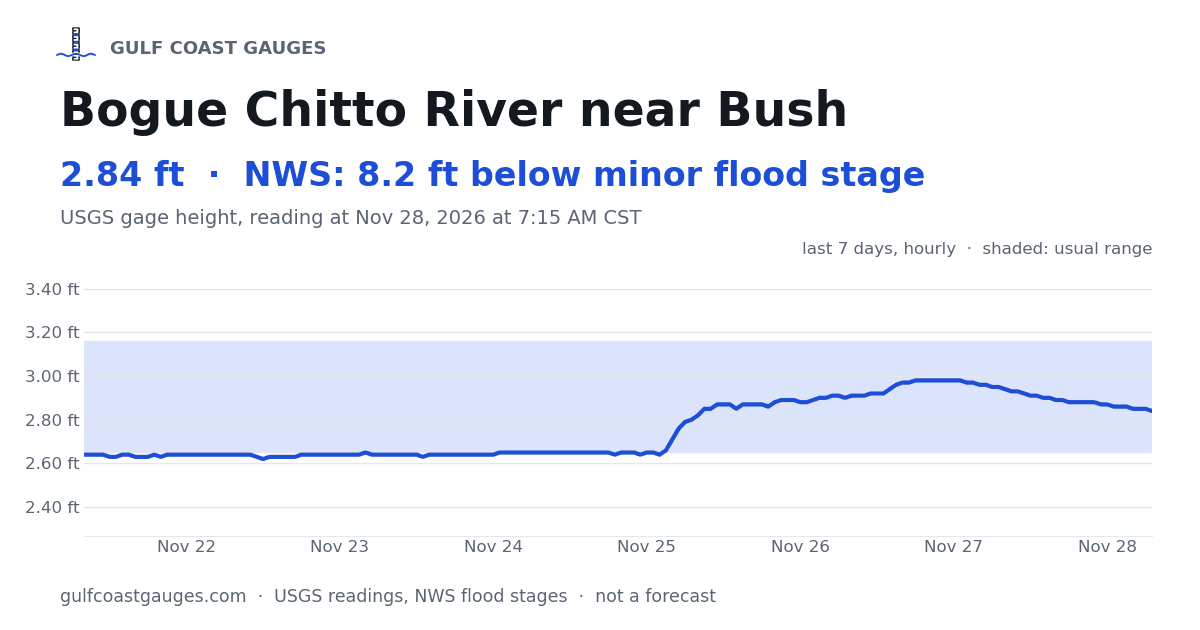 GULF COAST GAUGES
Bogue Chitto River near Bush
2.84 ft · NWS: 8.2 ft below minor flood stage
USGS gage height, reading at Nov 28, 2026 at 7:15 AM CST
last 7 days, hourly · shaded: usual range
3.40 ft
3.20 ft
3.00 ft
2.80 ft
2.60 ft
2.40 ft
Nov 22 Nov 23 Nov 24 Nov 25 Nov 26 Nov 27 Nov 28
gulfcoastgauges.com · USGS readings, NWS flood stages · not a forecast